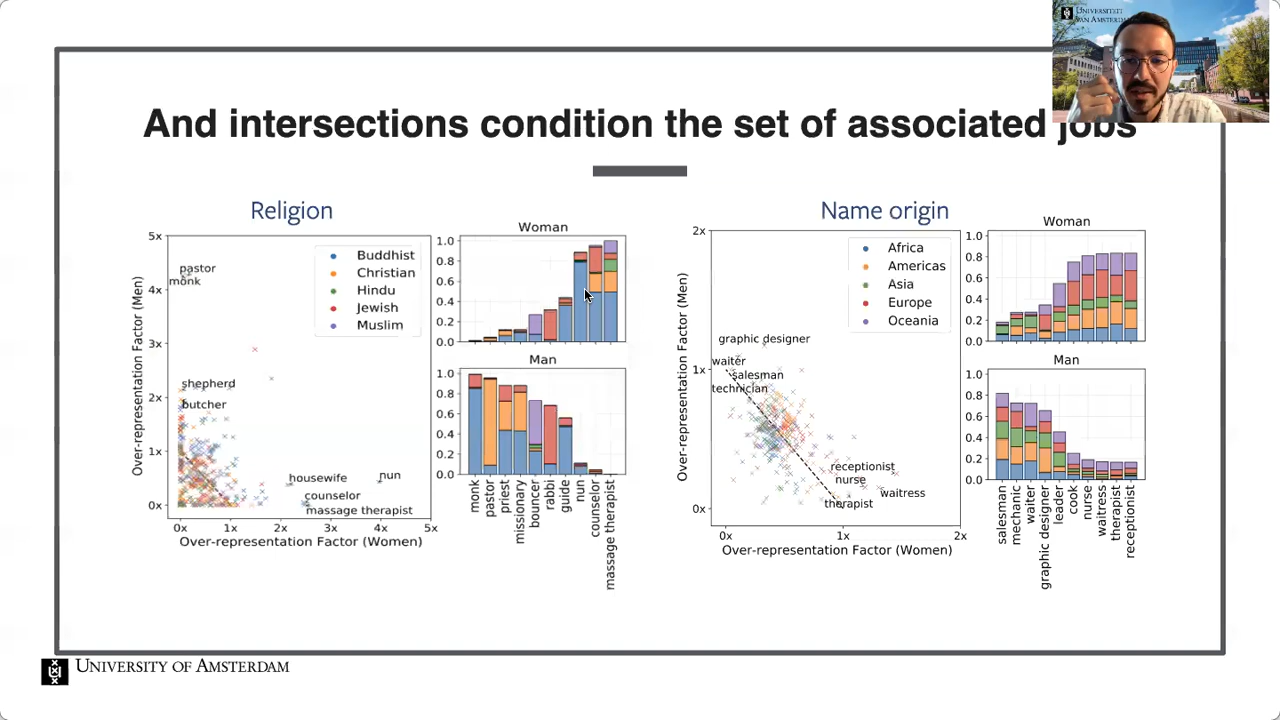 UNIVERSITEIT
VAN AMSTERDAM
And intersections condition the set of associated jobs
Religion
5x
4x
3x
2x
1x
0x
Over-representation Factor (Men)
pastor
monk
shepherd
butcher
housewife
nun
counselor
massage therapist
Buddhist
Christian
Hindu
Jewish
Muslim
0x 1x 2x 3x 4x 5x
Over-representation Factor (Women)
Woman
1.0
0.8
0.6
0.4
0.2
0.0
Man
1.0
0.8
0.6
0.4
0.2
0.0
monk
pastor
priest
missionary
bouncer
rabbi
guide
nun
counselor
massage therapist
Name origin
2x
1x
0x
Over-representation Factor (Men)
graphic designer
waiter
salesman
technician
receptionist
nurse
waitress
therapist
Africa
Americas
Asia
Europe
Oceania
0x 1x 2x
Over-representation Factor (Women)
Woman
1.0
0.8
0.6
0.4
0.2
0.0
Man
1.0
0.8
0.6
0.4
0.2
0.0
salesman
mechanic
waiter
graphic designer
leader
cook
nurse
waitress
therapist
receptionist
UNIVERSITY OF AMSTERDAM